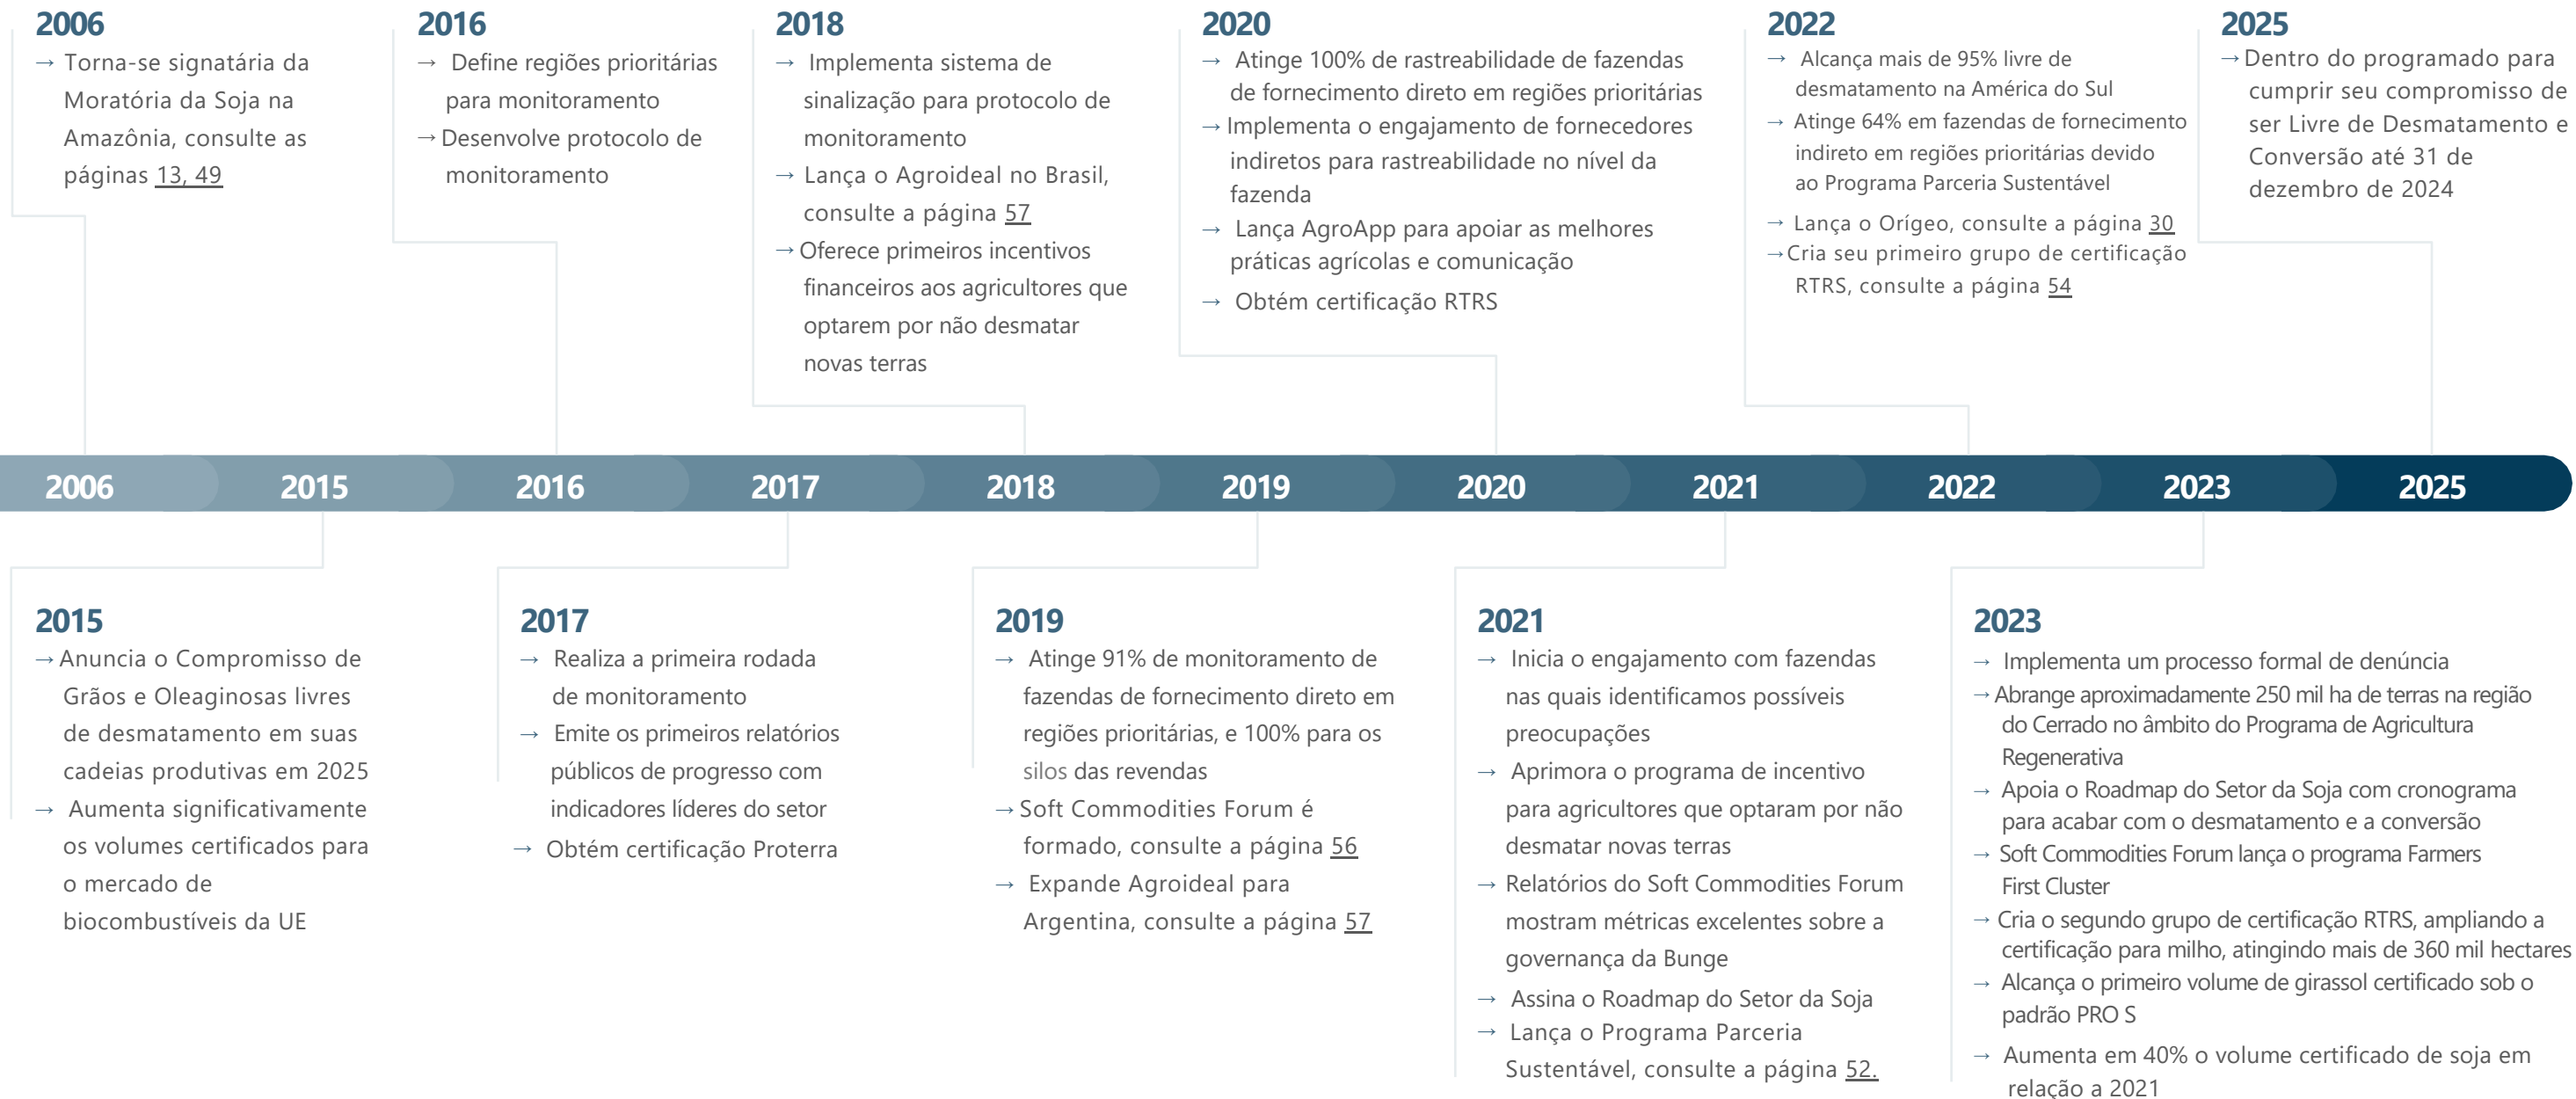 2006
→ Torna-se signatária da
Moratória da Soja na
Amazônia, consulte as
páginas 13, 49
2016
→ Define regiões prioritárias
para monitoramento
→ Desenvolve protocolo de
monitoramento
2018
→ Implementa sistema de
sinalização para protocolo de
monitoramento
→ Lança o Agroideal no Brasil,
consulte a página 57
→ Oferece primeiros incentivos
financeiros aos agricultores que
optarem por não desmatar
novas terras
2020
→ Atinge 100% de rastreabilidade de fazendas
de fornecimento direto em regiões prioritárias
→ Implementa o engajamento de fornecedores
indiretos para rastreabilidade no nível da
fazenda
→ Lança AgroApp para apoiar as melhores
práticas agrícolas e comunicação
→ Obtém certificação RTRS
2022
→ Alcança mais de 95% livre de
desmatamento na América do Sul
→ Atinge 64% em fazendas de fornecimento
indireto em regiões prioritárias devido
ao Programa Parceria Sustentável
→ Lança o Orígeo, consulte a página 30
→ Cria seu primeiro grupo de certificação
RTRS, consulte a página 54
2025
→ Dentro do programado para
cumprir seu compromisso de
ser Livre de Desmatamento e
Conversão até 31 de
dezembro de 2024
2006 2015 2016 2017 2018 2019 2020 2021 2022 2023 2025
2015
→ Anuncia o Compromisso de
Grãos e Oleaginosas livres
de desmatamento em suas
cadeias produtivas em 2025
→ Aumenta significativamente
os volumes certificados para
o mercado de
biocombustíveis da UE
2017
→ Realiza a primeira rodada
de monitoramento
→ Emite os primeiros relatórios
públicos de progresso com
indicadores líderes do setor
→ Obtém certificação Proterra
2019
→ Atinge 91% de monitoramento de
fazendas de fornecimento direto em
regiões prioritárias, e 100% para os
silos das revendas
→ Soft Commodities Forum é
formado, consulte a página 56
→ Expande Agroideal para
Argentina, consulte a página 57
2021
→ Inicia o engajamento com fazendas
nas quais identificamos possíveis
preocupações
→ Aprimora o programa de incentivo
para agricultores que optaram por não
desmatar novas terras
→ Relatórios do Soft Commodities Forum
mostram métricas excelentes sobre a
governança da Bunge
→ Assina o Roadmap do Setor da Soja
→ Lança o Programa Parceria
Sustentável, consulte a página 52.
2023
→ Implementa um processo formal de denúncia
→ Abrange aproximadamente 250 mil ha de terras na região
do Cerrado no âmbito do Programa de Agricultura
Regenerativa
→ Apoia o Roadmap do Setor da Soja com cronograma
para acabar com o desmatamento e a conversão
→ Soft Commodities Forum lança o programa Farmers
First Cluster
→ Cria o segundo grupo de certificação RTRS, ampliando a
certificação para milho, atingindo mais de 360 mil hectares
→ Alcança o primeiro volume de girassol certificado sob o
padrão PRO S
→ Aumenta em 40% o volume certificado de soja em
relação a 2021